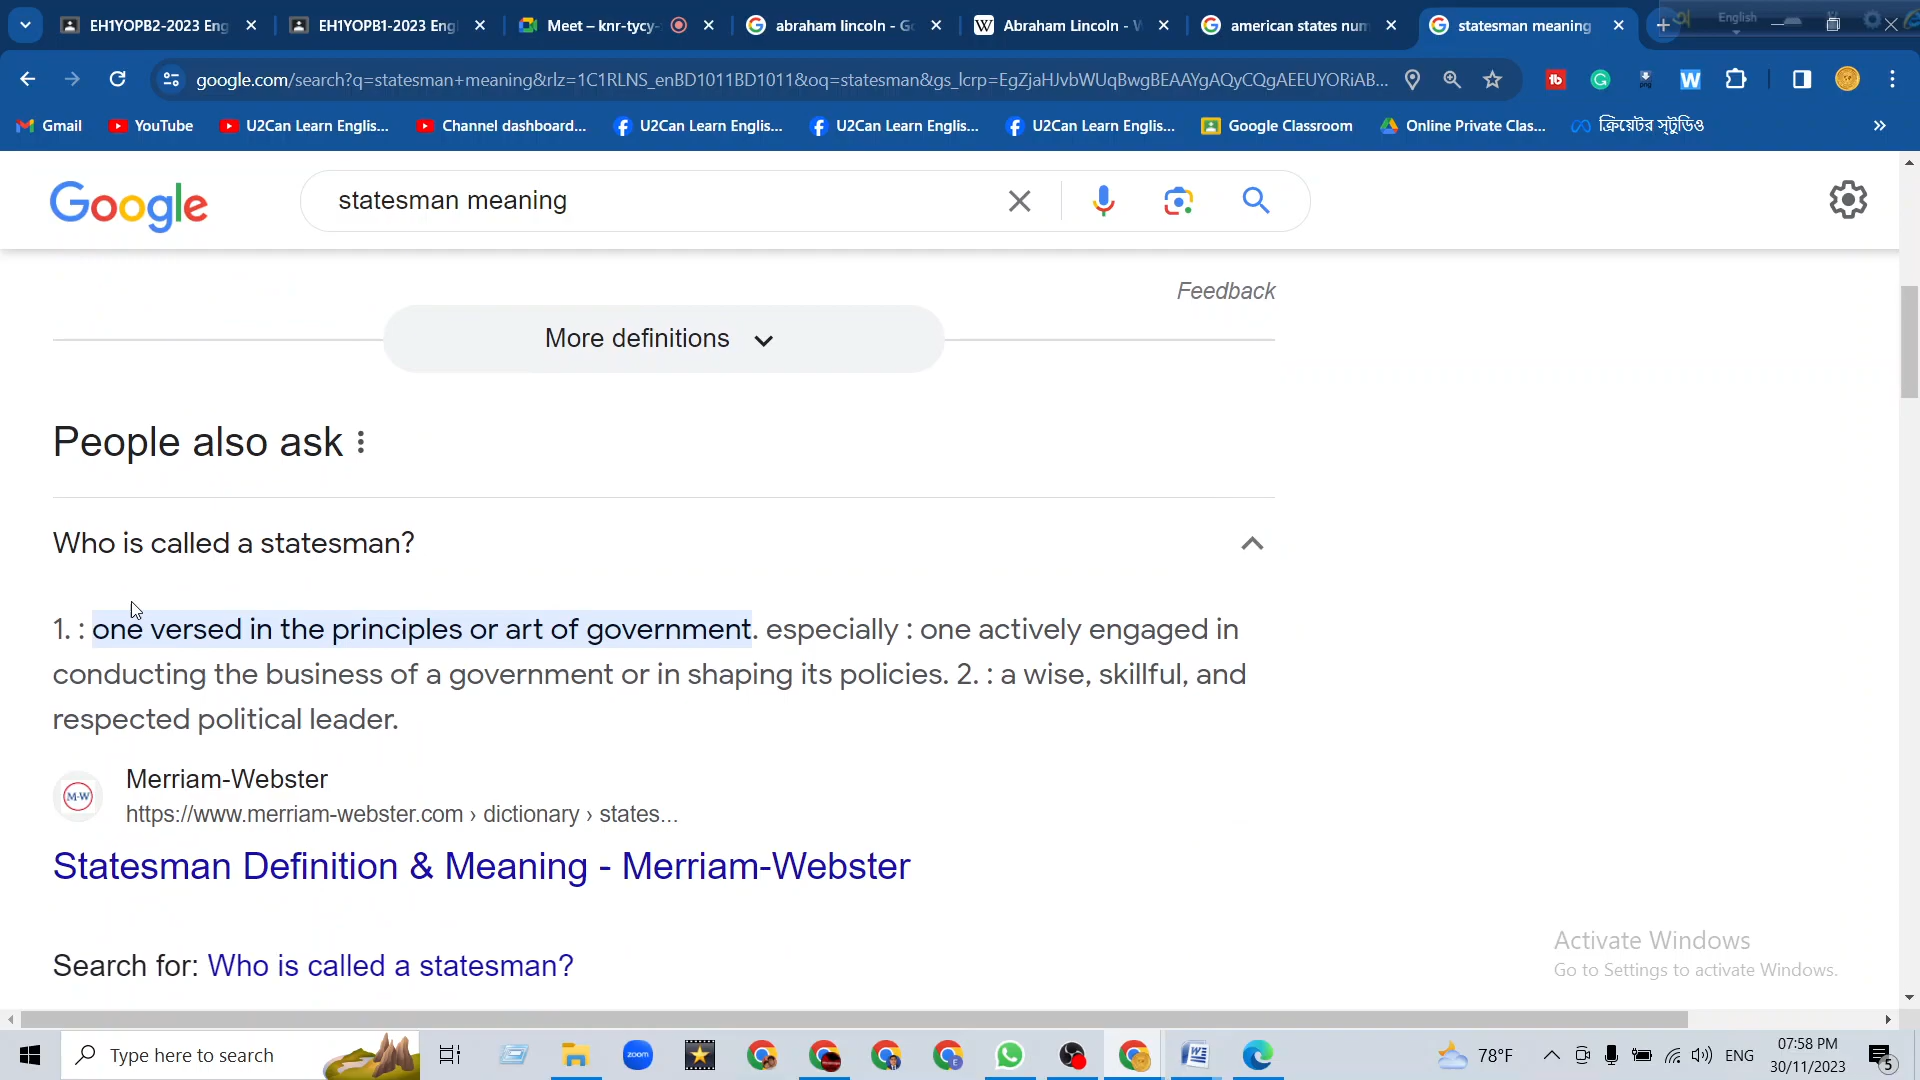 EH1YOPB2-2023 Eng
EH1YOPB1-2023 Engl
Meet – knr-tycy-
abraham lincoln - Go
Abraham Lincoln - W
american states num
statesman meaning
English
google.com/search?q=statesman+meaning&rlz=1C1RLNS_enBD1011BD1011&oq=statesman&gs_lcrp=EgZjaHJvbWUqBwgBEAAYgAQyCQgAEEUYORiAB...
Gmail
YouTube
U2Can Learn Englis...
Channel dashboard...
U2Can Learn Englis...
U2Can Learn Englis...
U2Can Learn Englis...
Google Classroom
Online Private Clas...
ক্রিয়েটর স্টুডিও
Google
statesman meaning
Feedback
More definitions
People also ask
Who is called a statesman?
1. : one versed in the principles or art of government. especially : one actively engaged in
conducting the business of a government or in shaping its policies. 2. : a wise, skillful, and
respected political leader.
M-W
Merriam-Webster
https://www.merriam-webster.com › dictionary › states...
Statesman Definition & Meaning - Merriam-Webster
Search for: Who is called a statesman?
Activate Windows
Go to Settings to activate Windows.
Type here to search
zoom
78°F
ENG
07:58 PM
30/11/2023
5